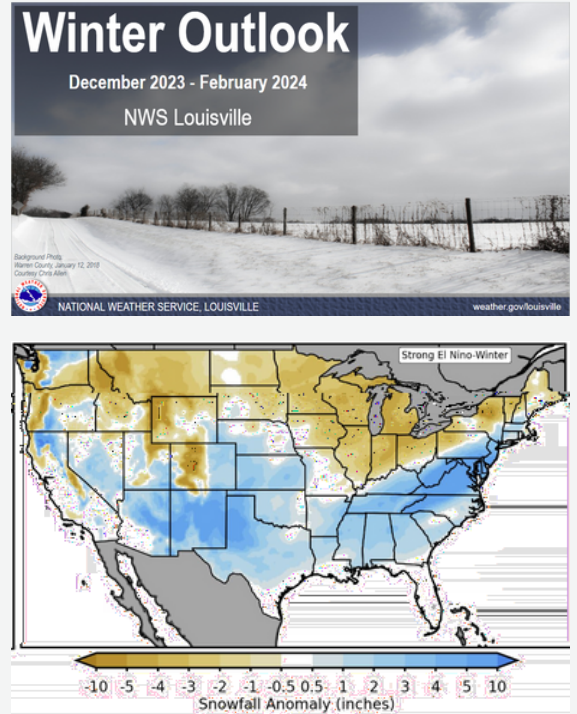 Winter Outlook
December 2023 - February 2024
NWS Louisville
Background Photo
Warren County, January 12, 2018
Courtesy Chris Allen
NATIONAL WEATHER SERVICE, LOUISVILLE
weather.gov/louisville
Strong El Nino-Winter
-10 -5 -4 -3 -2 -1 -0.5 0.5 1 2 3 4 5 10
Snowfall Anomaly (inches)